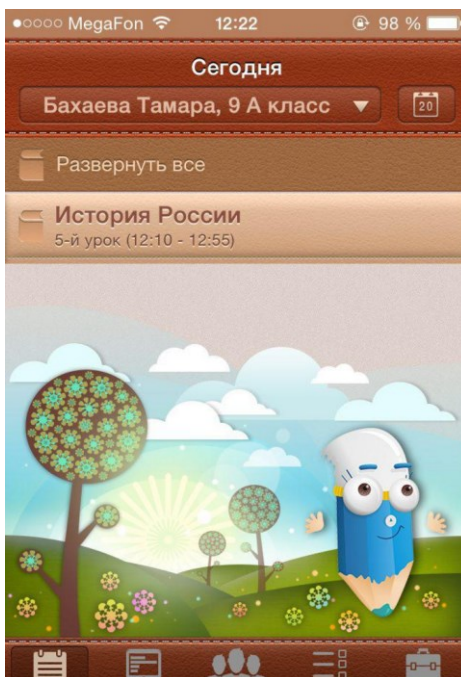 MegaFon 12:22 98 %
Сегодня
Бахаева Тамара, 9 А класс
20
Развернуть все
История России
5-й урок (12:10 - 12:55)